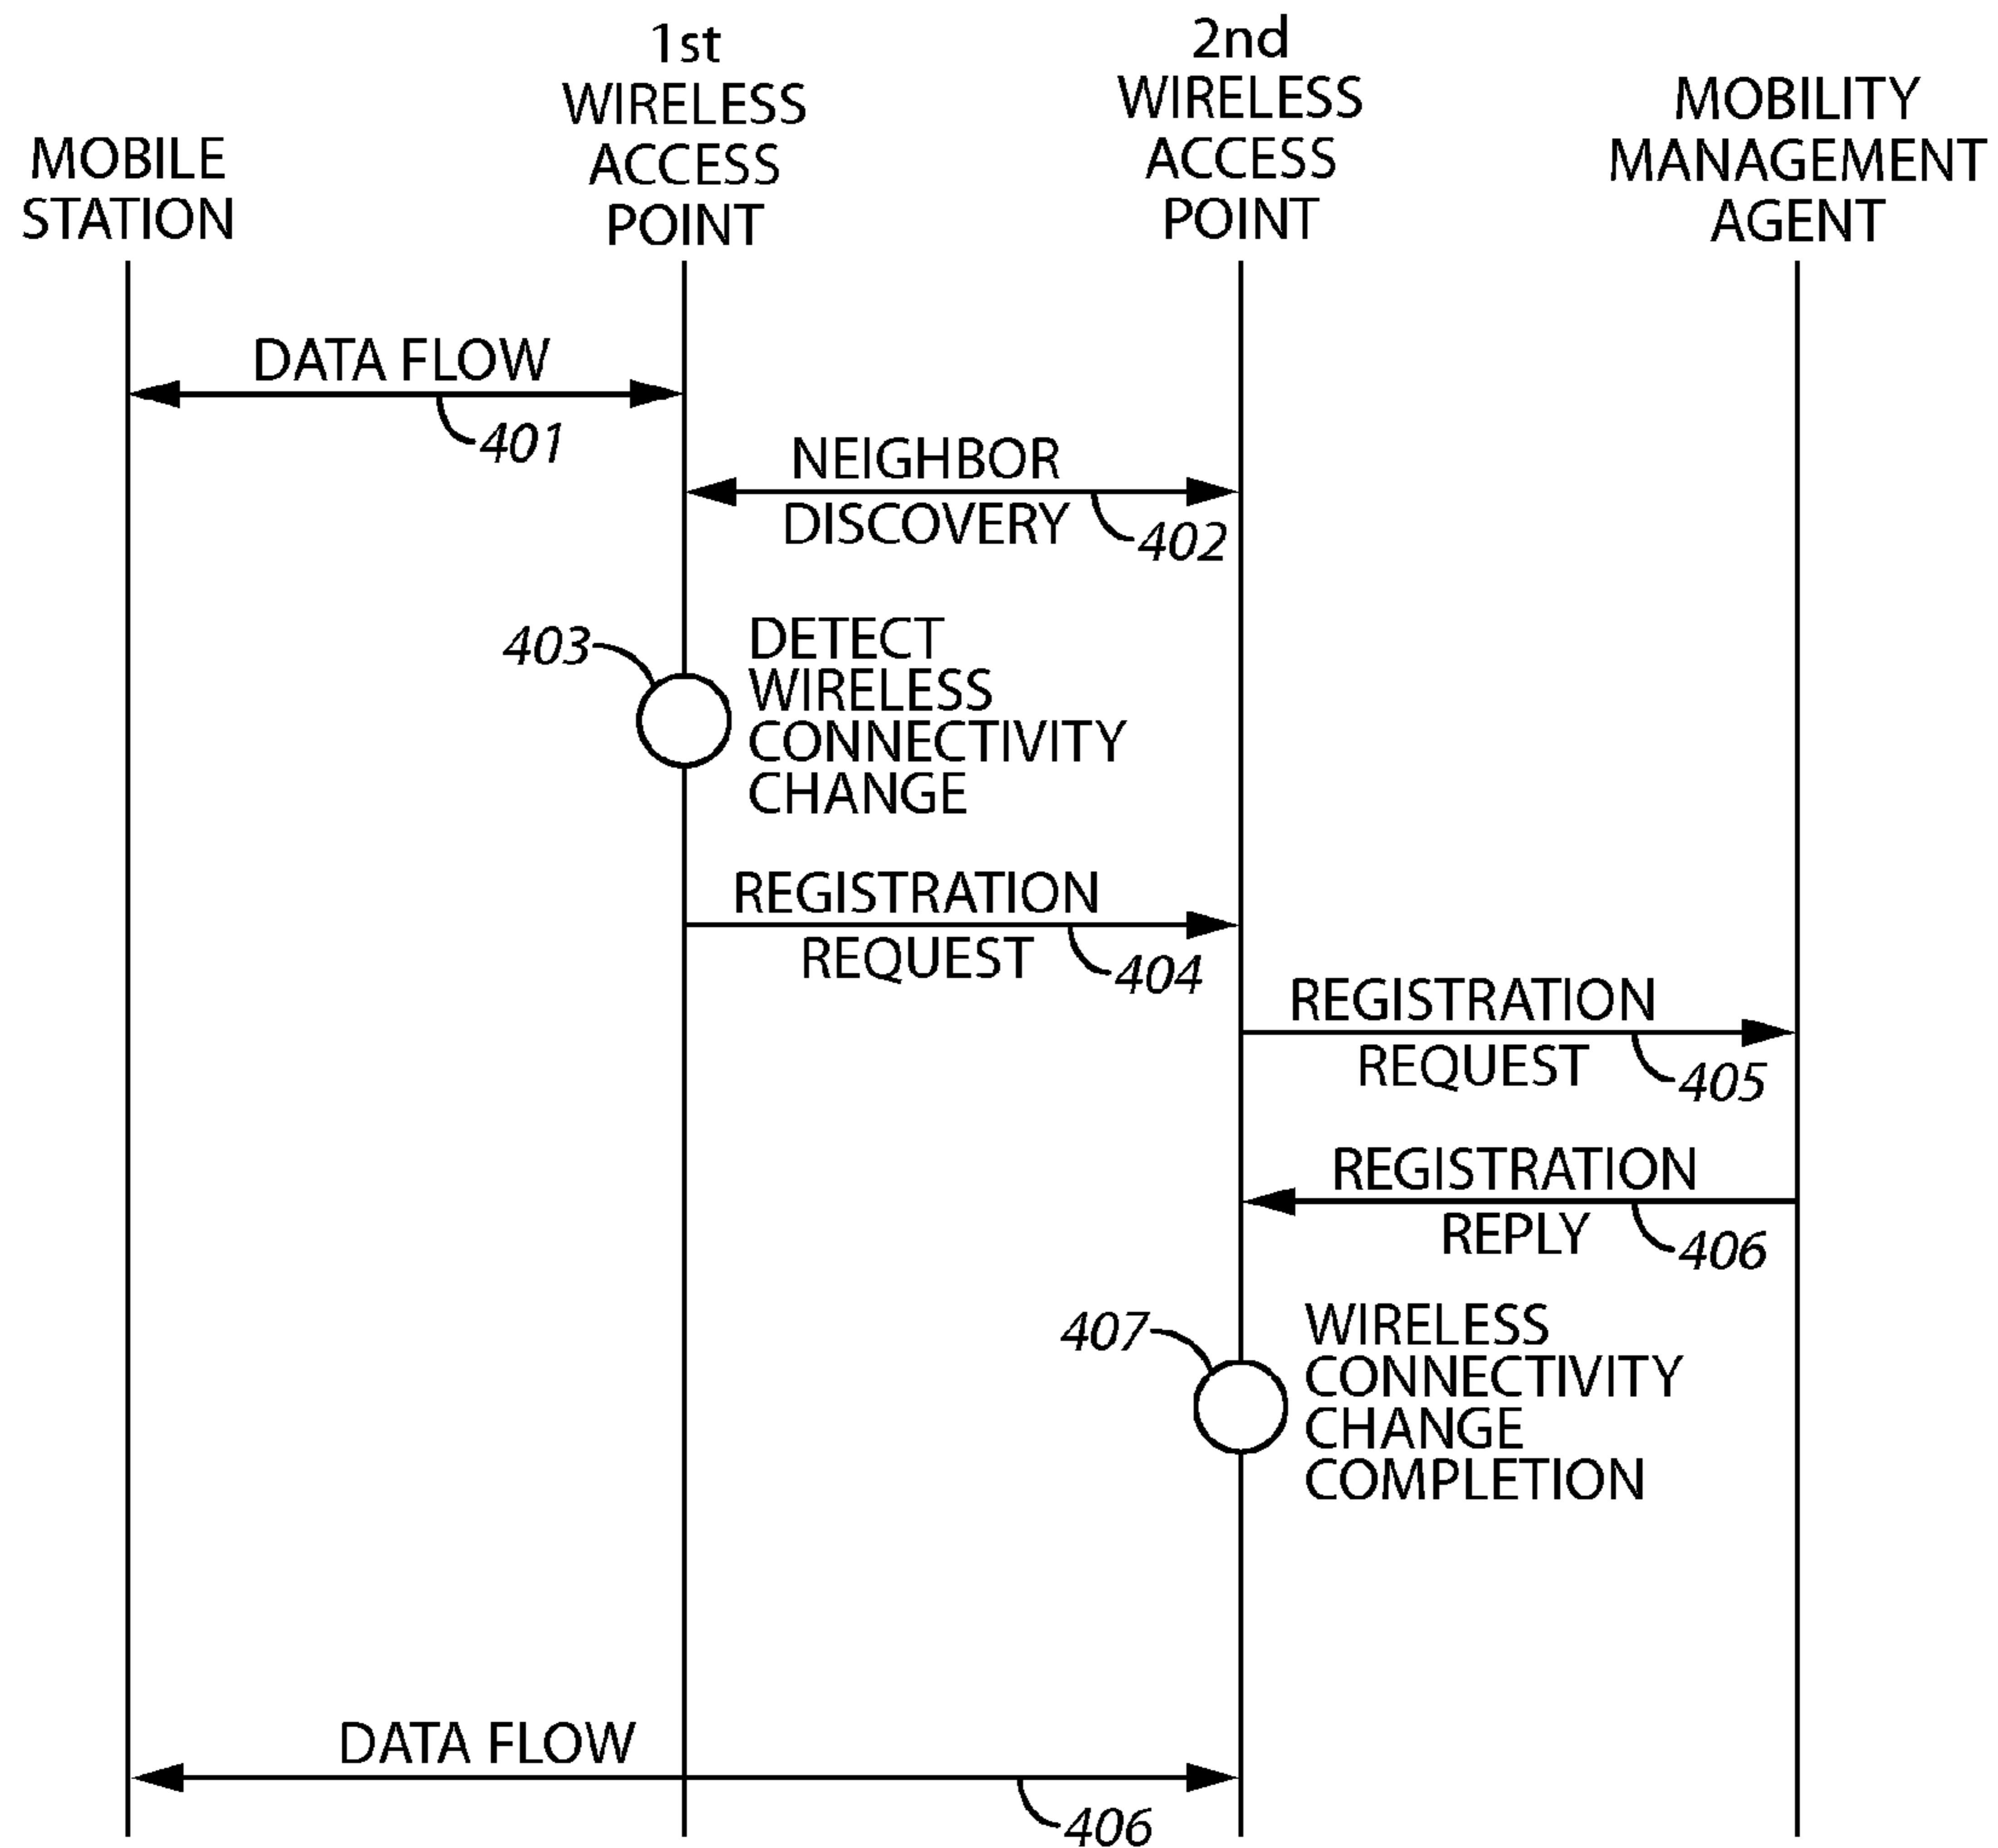 MOBILE
STATION
1st
WIRELESS
ACCESS
POINT
2nd
WIRELESS
ACCESS
POINT
MOBILITY
MANAGEMENT
AGENT
DATA FLOW
401
NEIGHBOR
DISCOVERY
402
403
DETECT
WIRELESS
CONNECTIVITY
CHANGE
REGISTRATION
REQUEST
404
REGISTRATION
REQUEST
405
REGISTRATION
REPLY
406
407
WIRELESS
CONNECTIVITY
CHANGE
COMPLETION
DATA FLOW
406